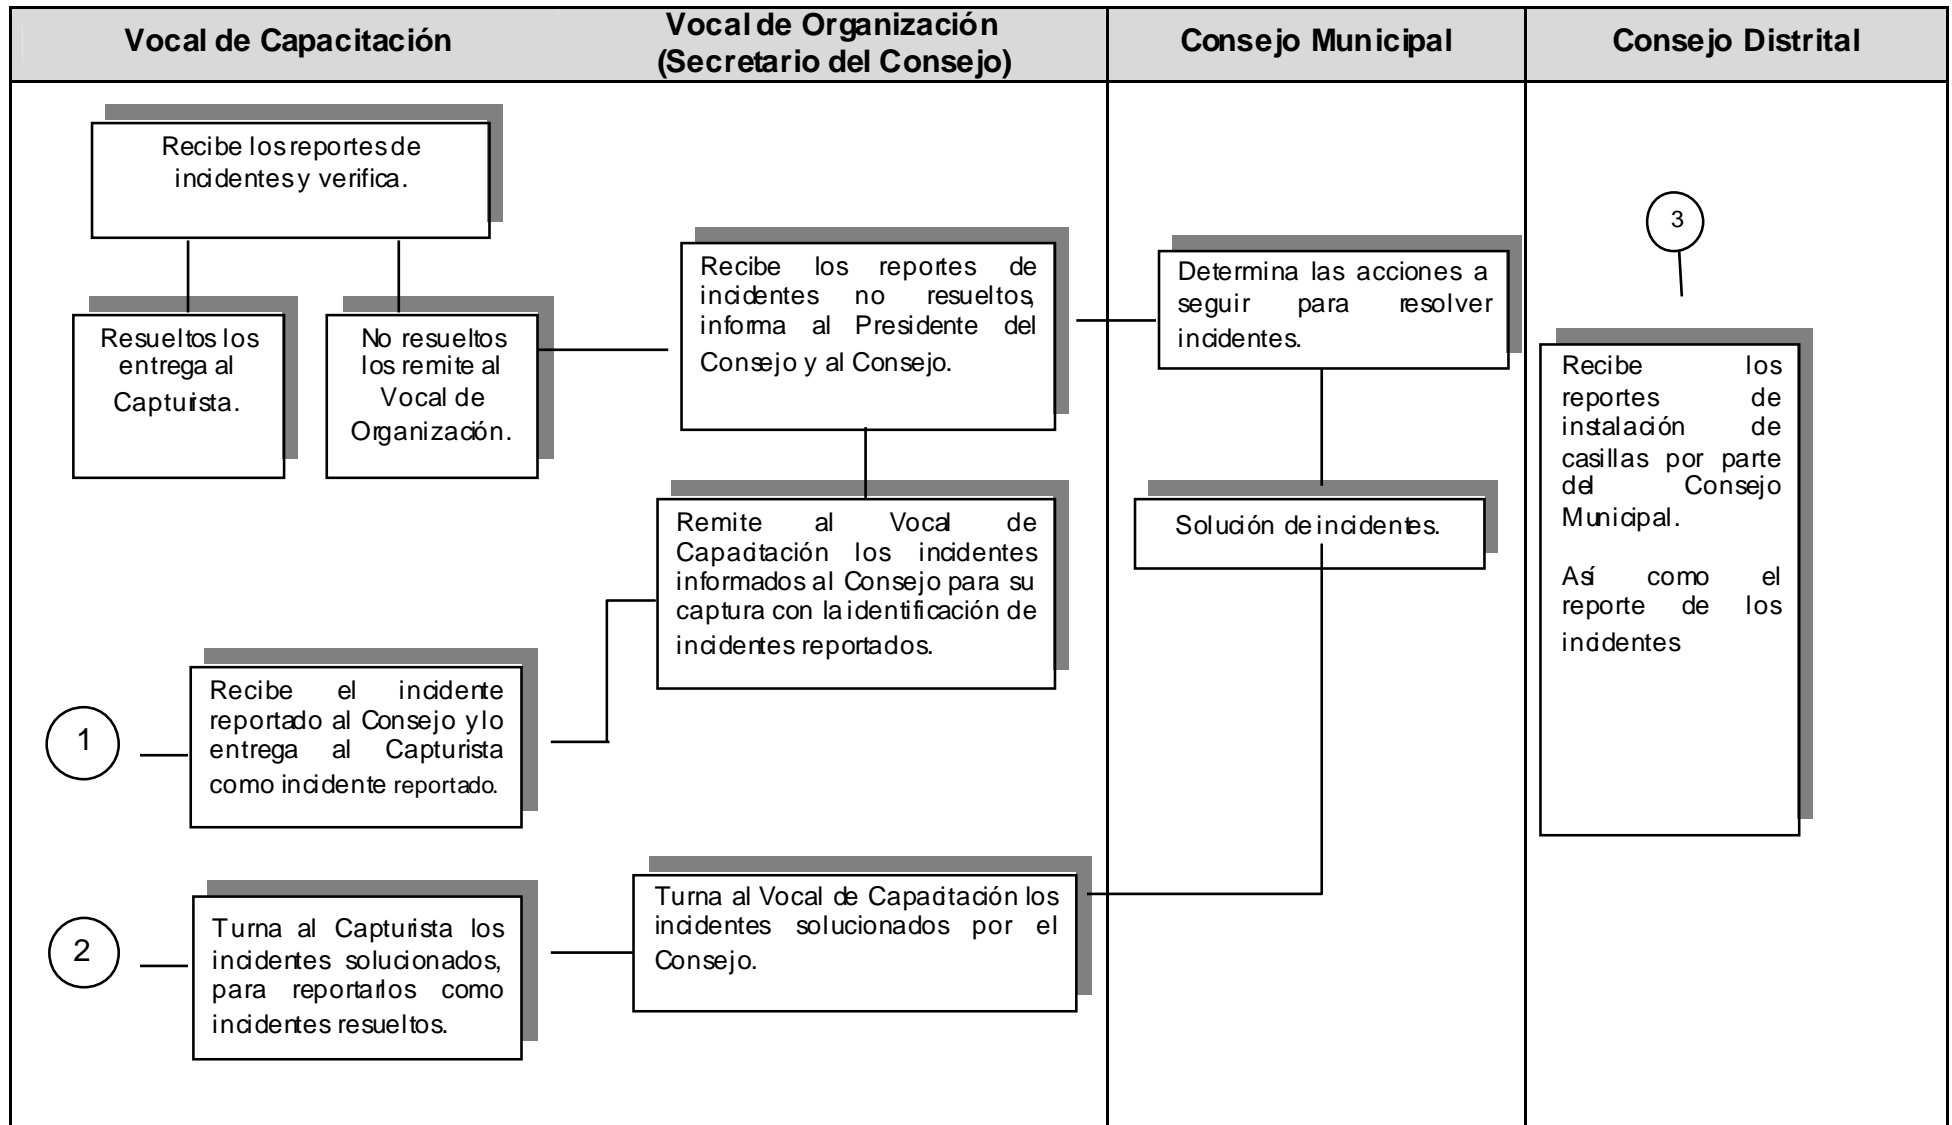 Vocal de Capacitación
Vocal de Organización
(Secretario del Consejo)
Consejo Municipal
Consejo Distrital
Recibe los reportes de
incidentes y verifica.
Resueltos los
entrega al
Capturista.
No resueltos
los remite al
Vocal de
Organización.
Recibe los reportes de
incidentes no resueltos,
informa al Presidente del
Consejo y al Consejo.
Determina las acciones a
seguir para resolver
incidentes.
3
Recibe los
reportes de
instalación de
casillas por parte
del Consejo
Municipal.
Así como el
reporte de los
incidentes
Remite al Vocal de
Capacitación los incidentes
informados al Consejo para su
captura con la identificación de
incidentes reportados.
Solución de incidentes.
1
Recibe el incidente
reportado al Consejo y lo
entrega al Capturista
como incidente reportado.
2
Turna al Capturista los
incidentes solucionados,
para reportarlos como
incidentes resueltos.
Turna al Vocal de Capacitación los
incidentes solucionados por el
Consejo.